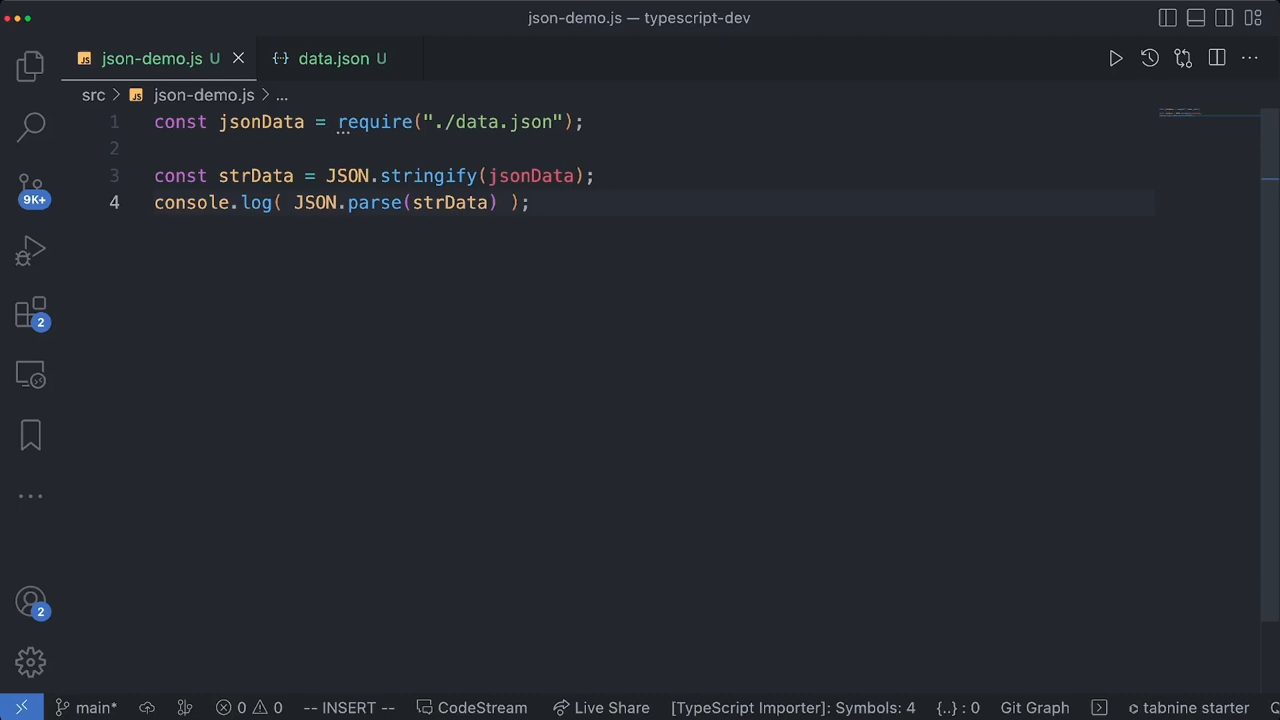 json-demo.js — typescript-dev
JS json-demo.js U
{··} data.json U
src > JS json-demo.js > ...
1 const jsonData = require("./data.json");
2
3 const strData = JSON.stringify(jsonData);
4 console.log( JSON.parse(strData) );
9K+
2
2
main* 0 0 -- INSERT -- CodeStream Live Share [TypeScript Importer]: Symbols: 4 {..} : 0 Git Graph tabnine starter